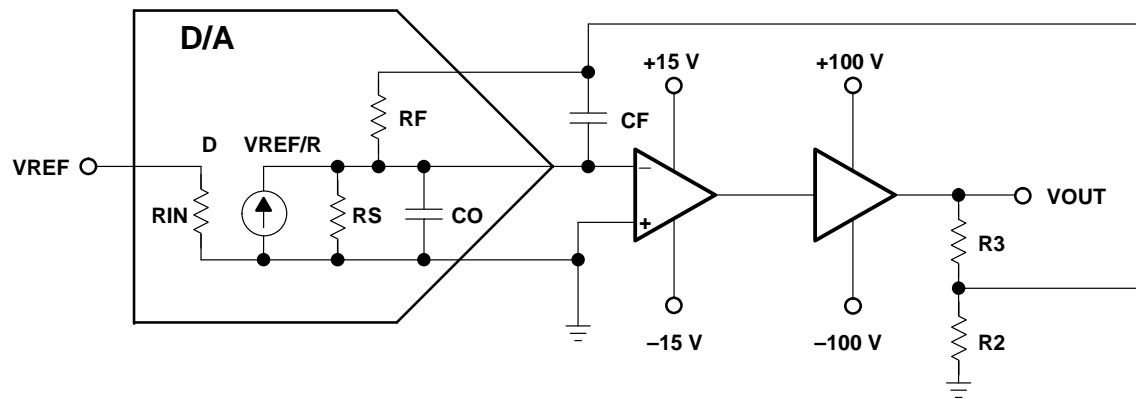 D/A
+15 V
+100 V
RF
CF
D VREF/R
VREF
–
VOUT
RIN
RS
CO
+
R3
–15 V
–100 V
R2